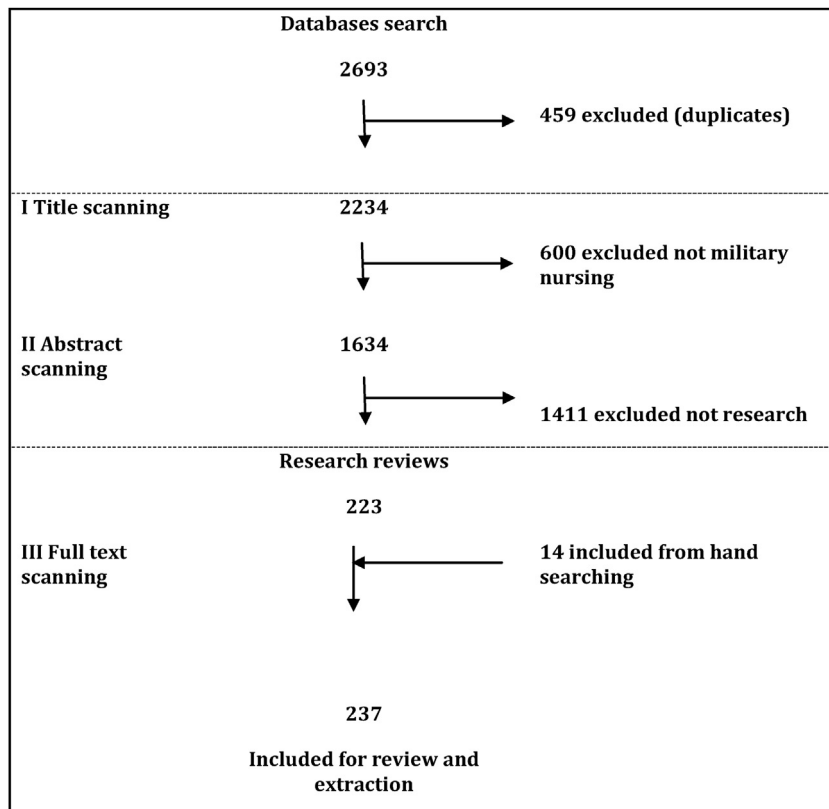 Databases search
2693
459 excluded (duplicates)
I Title scanning
2234
600 excluded not military
nursing
II Abstract
scanning
1634
1411 excluded not research
Research reviews
223
III Full text
scanning
14 included from hand
searching
237
Included for review and
extraction